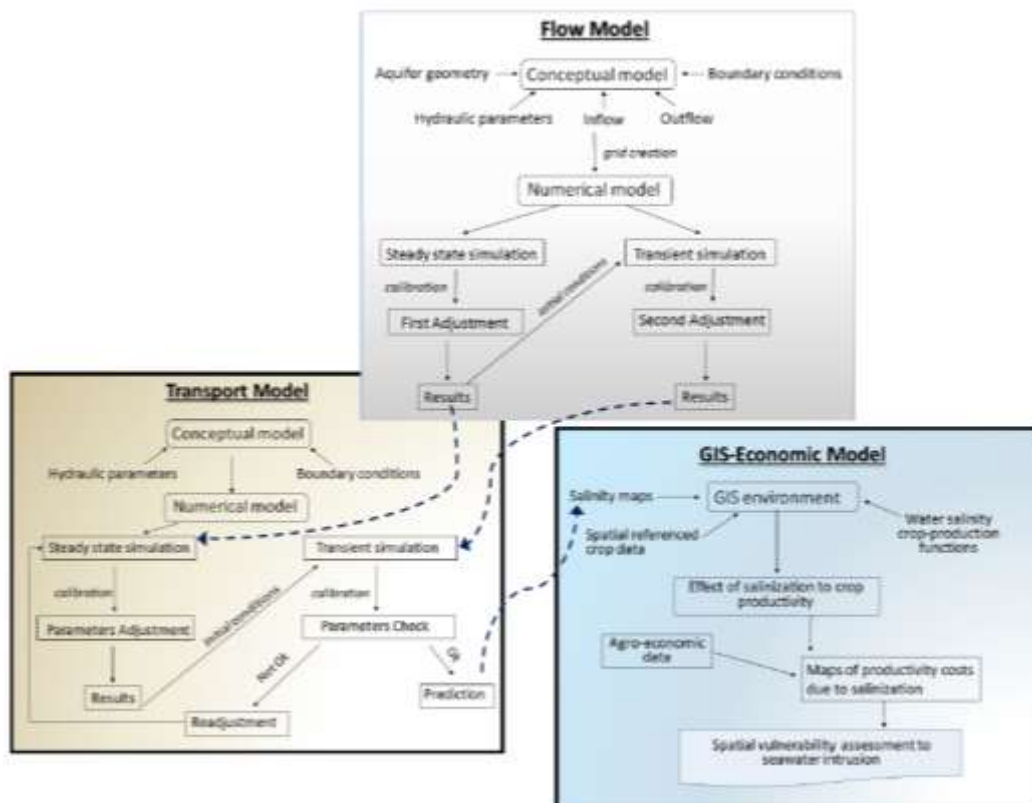 Flow Model
Aquifer geometry
Conceptual model
Boundary conditions
Hydraulic parameters
Inflow
Outflow
grid creation
Numerical model
Steady state simulation
Transient simulation
calibration
initial conditions
calibration
First Adjustment
Second Adjustment
Results
Results
Transport Model
Conceptual model
Hydraulic parameters
Boundary conditions
Numerical model
Steady state simulation
Transient simulation
calibration
initial conditions
calibration
Parameters Adjustment
Parameters Check
Not Ok
Ok
Results
Prediction
Readjustment
GIS-Economic Model
Salinity maps
GIS environment
Spatial referenced
crop data
Water salinity
crop-production
functions
Effect of salinization to crop
productivity
Agro-economic
data
Maps of productivity costs
due to salinization
Spatial vulnerability assessment to
seawater intrusion